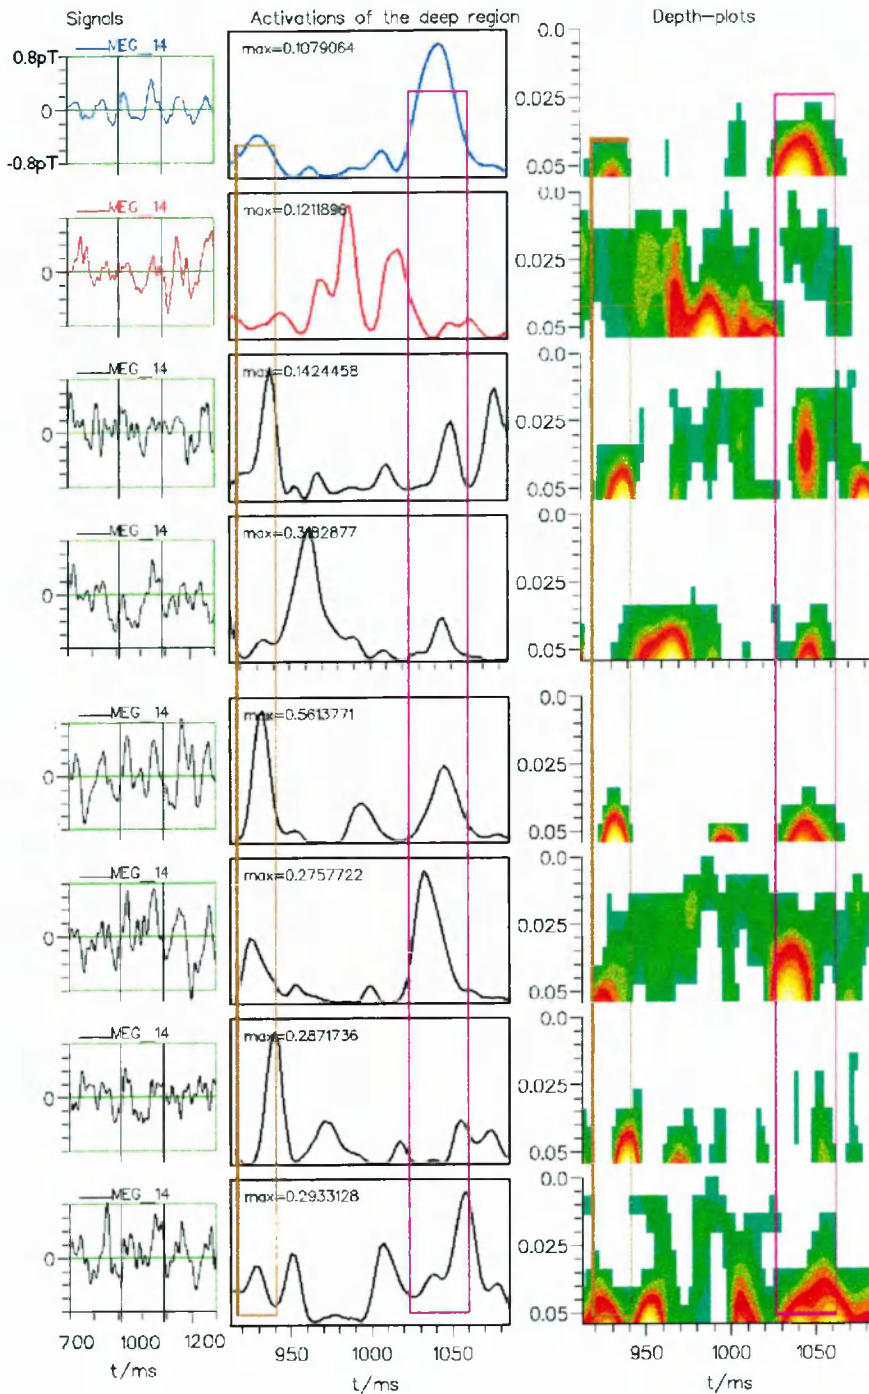 Signals Activations of the deep region Depth-plots
MEG_14 max=0.1079064 0.0
0.8pT 0.025
0 0.05
-0.8pT
MEG_14 max=0.1211896 0.0
0 0.025
0.05
MEG_14 max=0.1424458 0.0
0 0.025
0.05
MEG_14 max=0.3182877 0.0
0 0.025
0.05
MEG_14 max=0.5613771 0.0
0 0.025
0.05
MEG_14 max=0.2757722 0.0
0 0.025
0.05
MEG_14 max=0.2871736 0.0
0 0.025
0.05
MEG_14 max=0.2933128 0.0
0 0.025
0.05
700 1000 1200 950 1000 1050 950 1000 1050
t/ms t/ms t/ms